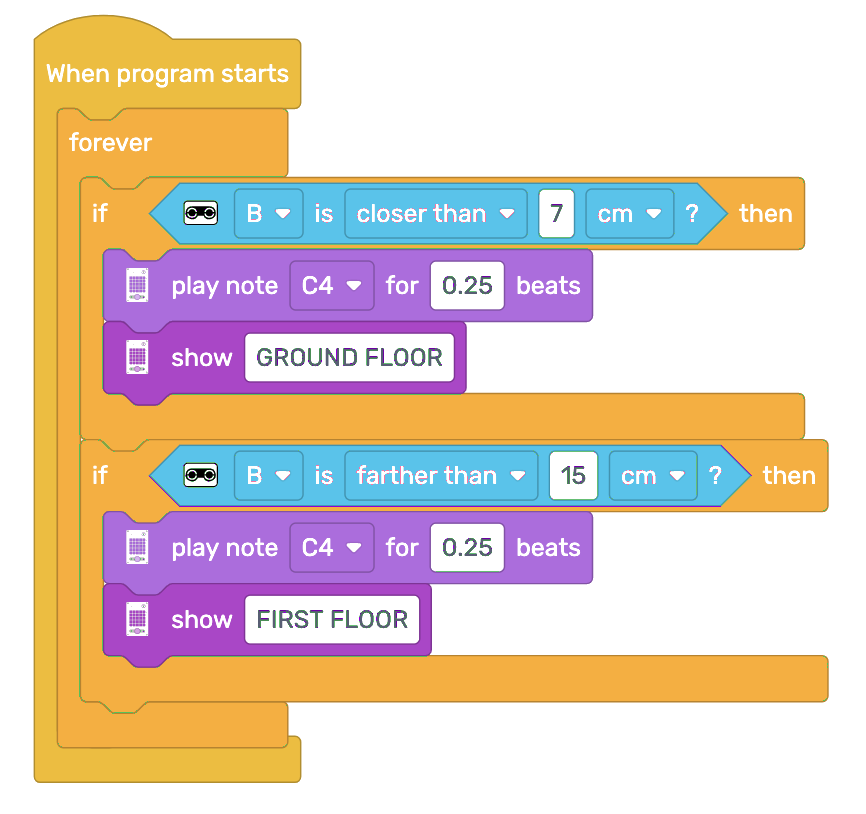 When program starts
forever
if B is closer than 7 cm ? then
play note C4 for 0.25 beats
show GROUND FLOOR
if B is farther than 15 cm ? then
play note C4 for 0.25 beats
show FIRST FLOOR